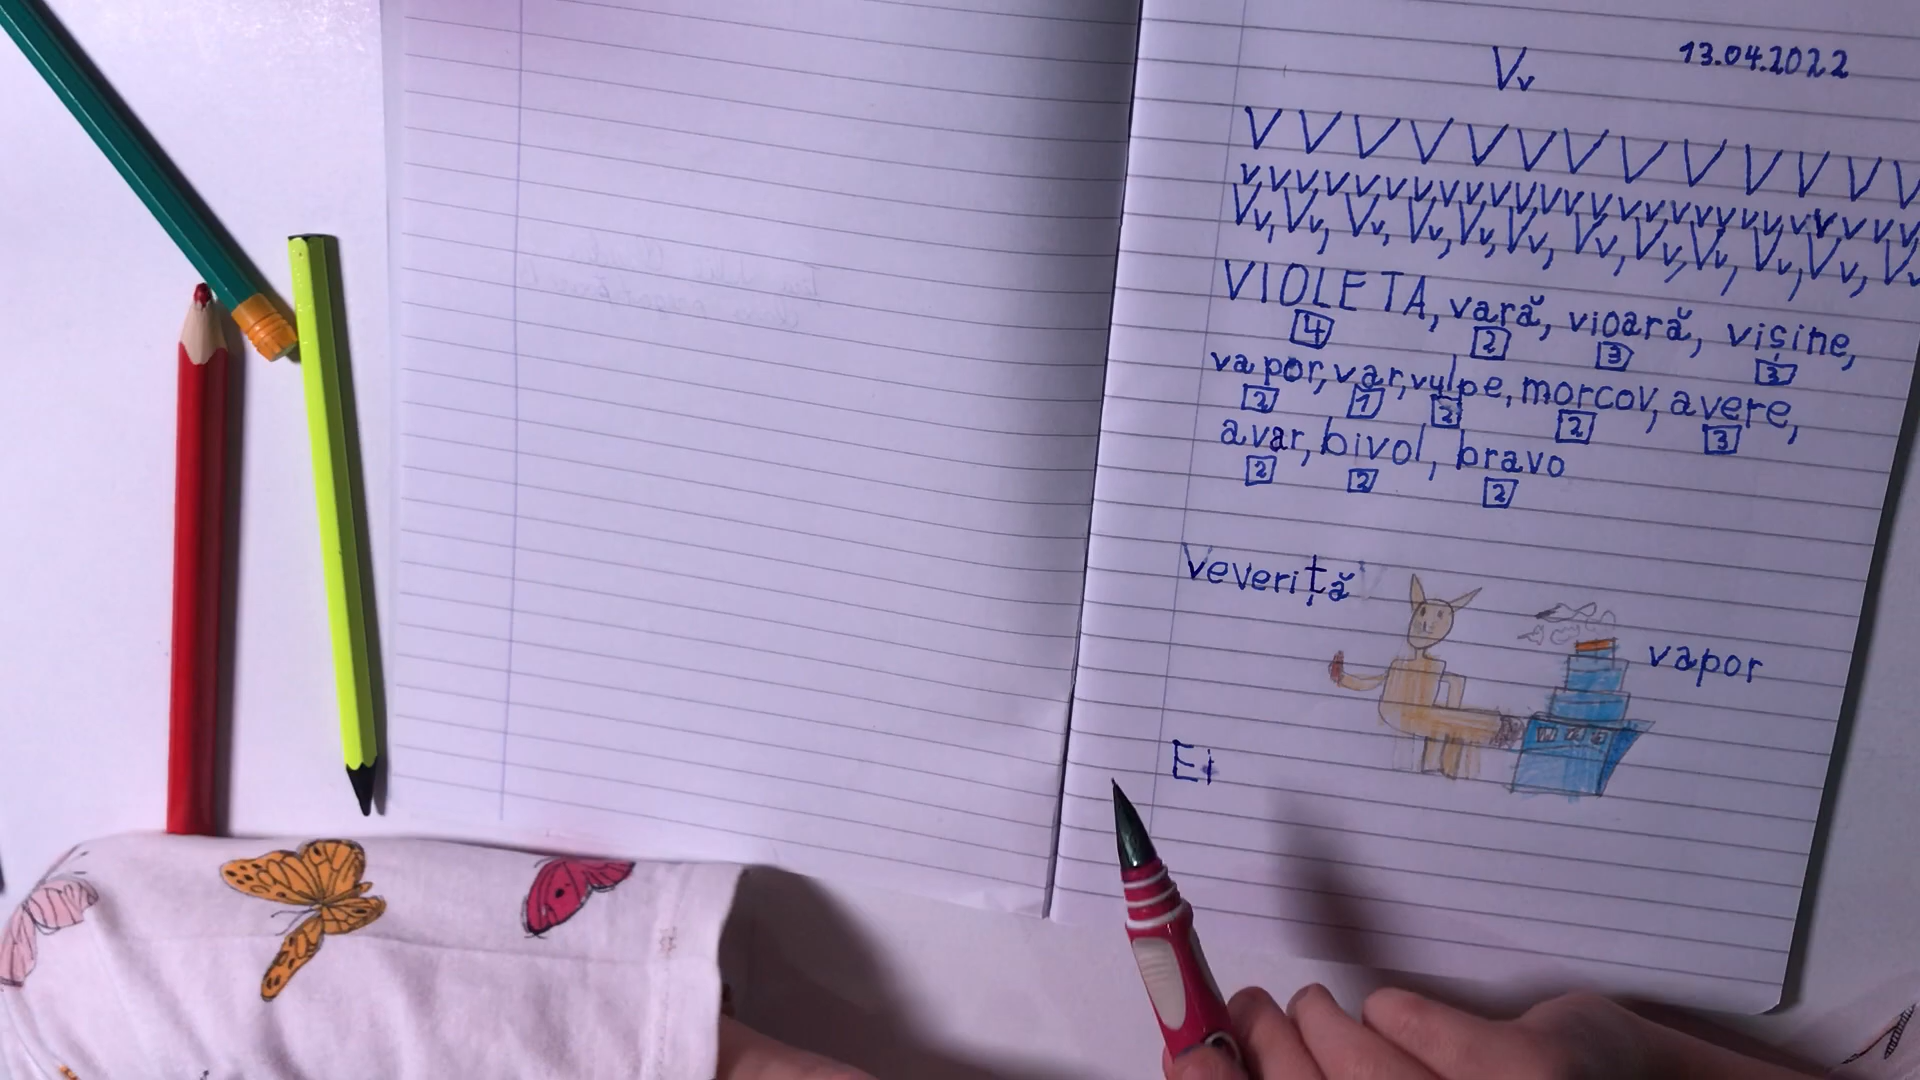 Vv 13.04.2022
V V V V V V V V V V V V V
v v v v v v v v v v v v v v v v v v v v v v v v v v
Vv, Vv, Vv, Vv, Vv, Vv, Vv, Vv, Vv, Vv, Vv, Vv
VIOLETA, vară, vioară, vișine,
4 2 3 3
vapor, var, vulpe, morcov, avere,
2 1 2 2 3
avar, bivol, bravo
2 2 2
Veveriță
vapor
Ei